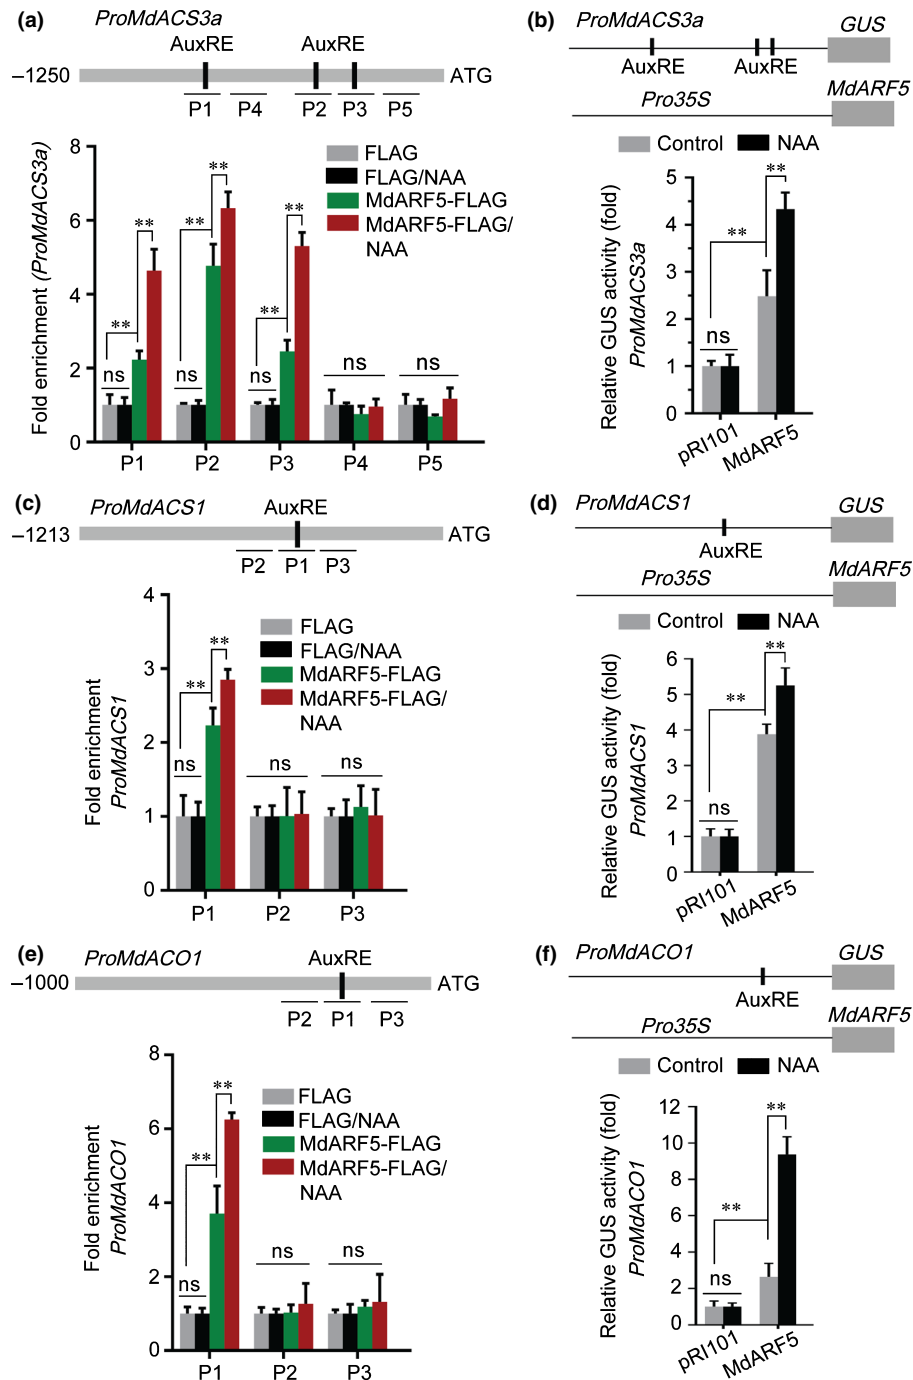 (a)
ProMdACS3a
AuxRE AuxRE
–1250 ATG
P1 P4 P2 P3 P5
Fold enrichment (ProMdACS3a)
8
6
4
2
0
FLAG
FLAG/NAA
MdARF5-FLAG
MdARF5-FLAG/
NAA
** ** ** ** ** **
ns ns ns ns ns
P1 P2 P3 P4 P5
(b)
ProMdACS3a GUS
AuxRE AuxRE
Pro35S MdARF5
Control NAA
Relative GUS activity (fold)
ProMdACS3a
5
4
3
2
1
0
**
**
ns
pRI101 MdARF5
(c)
ProMdACS1 AuxRE
–1213 ATG
P2 P1 P3
Fold enrichment
ProMdACS1
4
3
2
1
0
FLAG
FLAG/NAA
MdARF5-FLAG
MdARF5-FLAG/
NAA
**
**
ns ns ns
P1 P2 P3
(d)
ProMdACS1 GUS
AuxRE
Pro35S MdARF5
Control NAA
Relative GUS activity (fold)
ProMdACS1
6
5
4
3
2
1
0
**
**
ns
pRI101 MdARF5
(e)
ProMdACO1 AuxRE
–1000 ATG
P2 P1 P3
Fold enrichment
ProMdACO1
8
6
4
2
0
FLAG
FLAG/NAA
MdARF5-FLAG
MdARF5-FLAG/
NAA
**
**
ns ns ns
P1 P2 P3
(f)
ProMdACO1 GUS
AuxRE
Pro35S MdARF5
Control NAA
Relative GUS activity (fold)
ProMdACO1
12
10
8
6
4
2
0
**
**
ns
pRI101 MdARF5